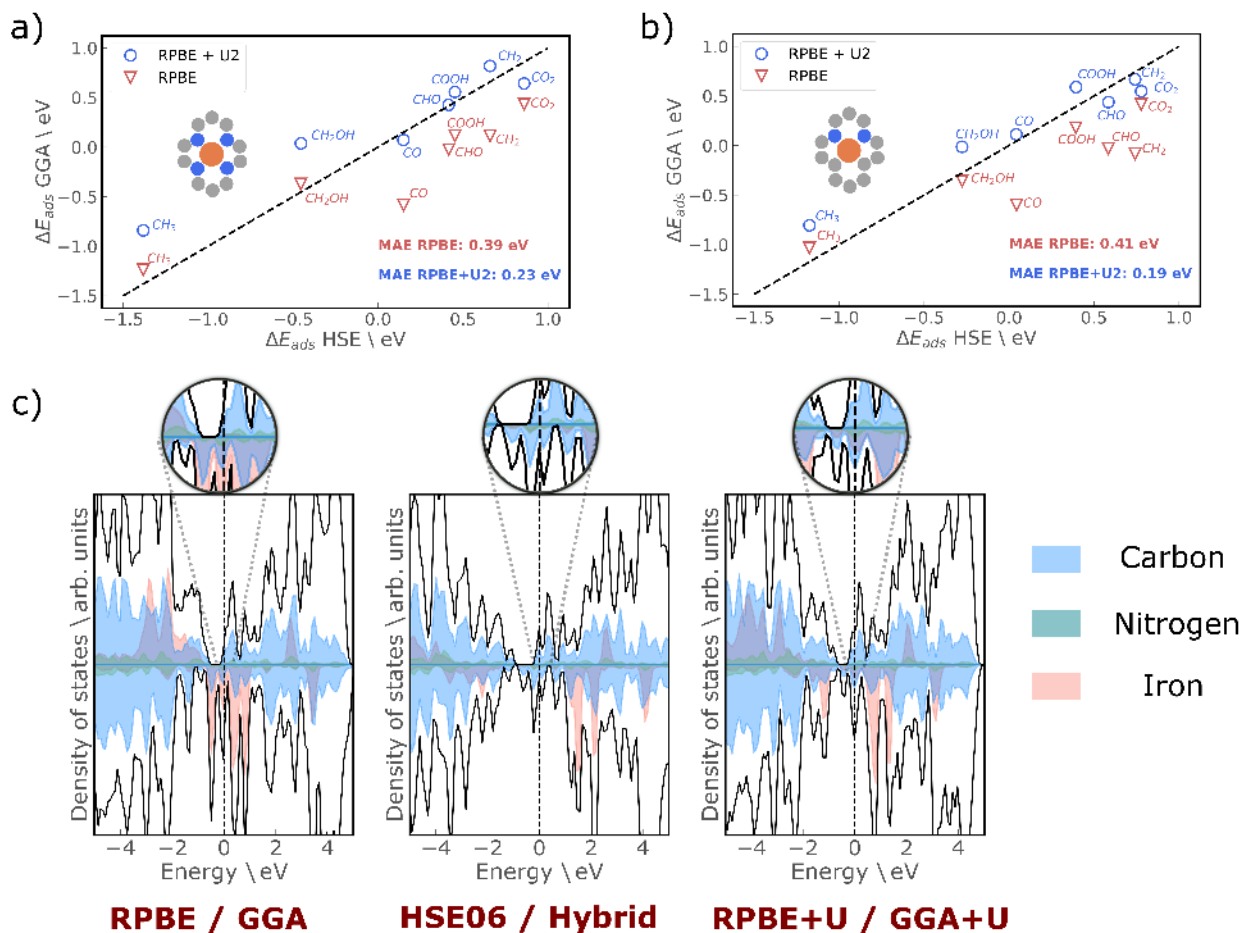 a)
1.0
0.5
0.0
−0.5
−1.0
−1.5
ΔE_ads GGA \ eV
RPBE + U2
RPBE
CH₂
COOH
CO₂
CHO
CO₂
CH₂OH
COOH
CH₂
CO
CHO
CH₂OH
CO
CH₃
CH₃
MAE RPBE: 0.39 eV
MAE RPBE+U2: 0.23 eV
−1.5
−1.0
−0.5
0.0
0.5
1.0
ΔE_ads HSE \ eV
b)
1.0
0.5
0.0
−0.5
−1.0
−1.5
ΔE_ads GGA \ eV
RPBE + U2
RPBE
COOH
CH₂
CO₂
CHO
CO₂
CO
CH₂OH
COOH
CHO
CH₂
CH₂OH
CO
CH₃
CH₃
MAE RPBE: 0.41 eV
MAE RPBE+U2: 0.19 eV
−1.5
−1.0
−0.5
0.0
0.5
1.0
ΔE_ads HSE \ eV
c)
Density of states \ arb. units
−4
−2
0
2
4
Energy \ eV
RPBE / GGA
Density of states \ arb. units
−4
−2
0
2
4
Energy \ eV
HSE06 / Hybrid
Density of states \ arb. units
−4
−2
0
2
4
Energy \ eV
RPBE+U / GGA+U
Carbon
Nitrogen
Iron